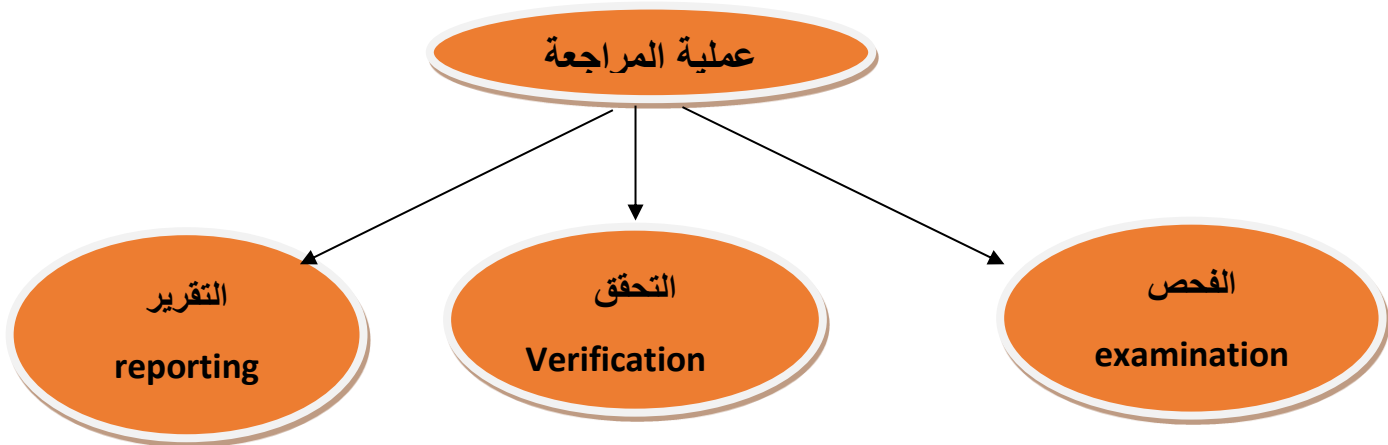 عملية المراجعة
الفحص
examination
التحقق
Verification
التقرير
reporting